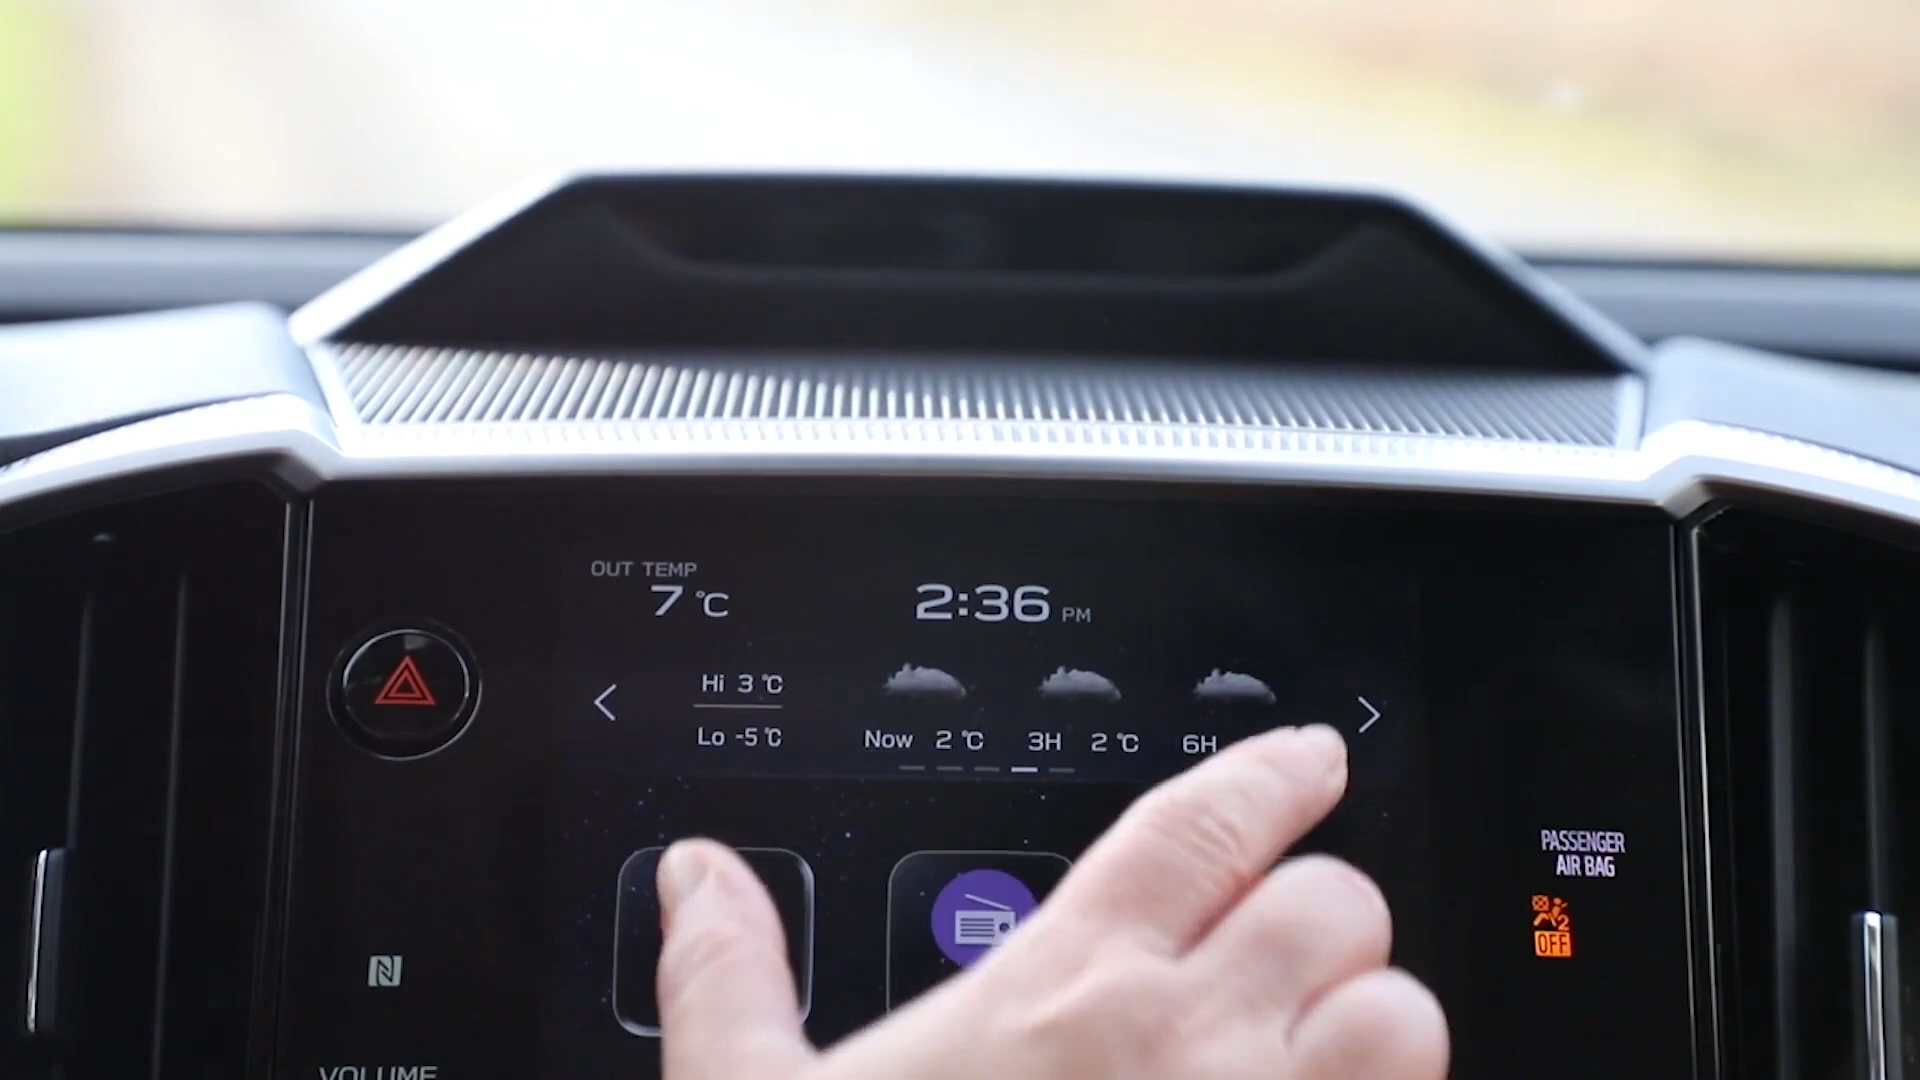 OUT TEMP
7 °C
2:36 PM
Hi 3 °C
Lo -5 °C
Now 2 °C 3H 2 °C 6H
PASSENGER
AIR BAG
2
OFF
N
VOLUME